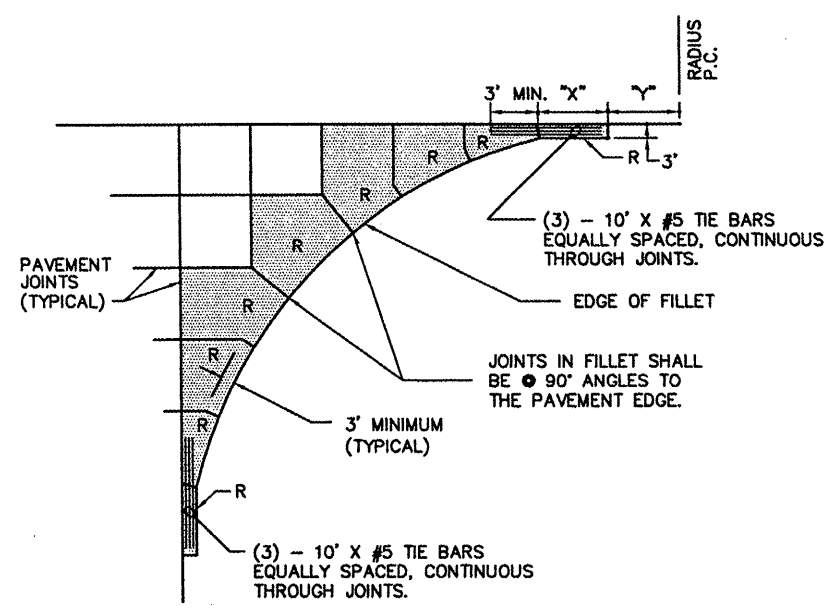 RADIUS
P.C.
3' MIN. "X" "Y"
R
R
R
3'
R
R
(3) – 10' X #5 TIE BARS
EQUALLY SPACED, CONTINUOUS
THROUGH JOINTS.
R
PAVEMENT
JOINTS
(TYPICAL)
EDGE OF FILLET
R
R
JOINTS IN FILLET SHALL
BE @ 90° ANGLES TO
THE PAVEMENT EDGE.
3' MINIMUM
(TYPICAL)
R
R
(3) – 10' X #5 TIE BARS
EQUALLY SPACED, CONTINUOUS
THROUGH JOINTS.